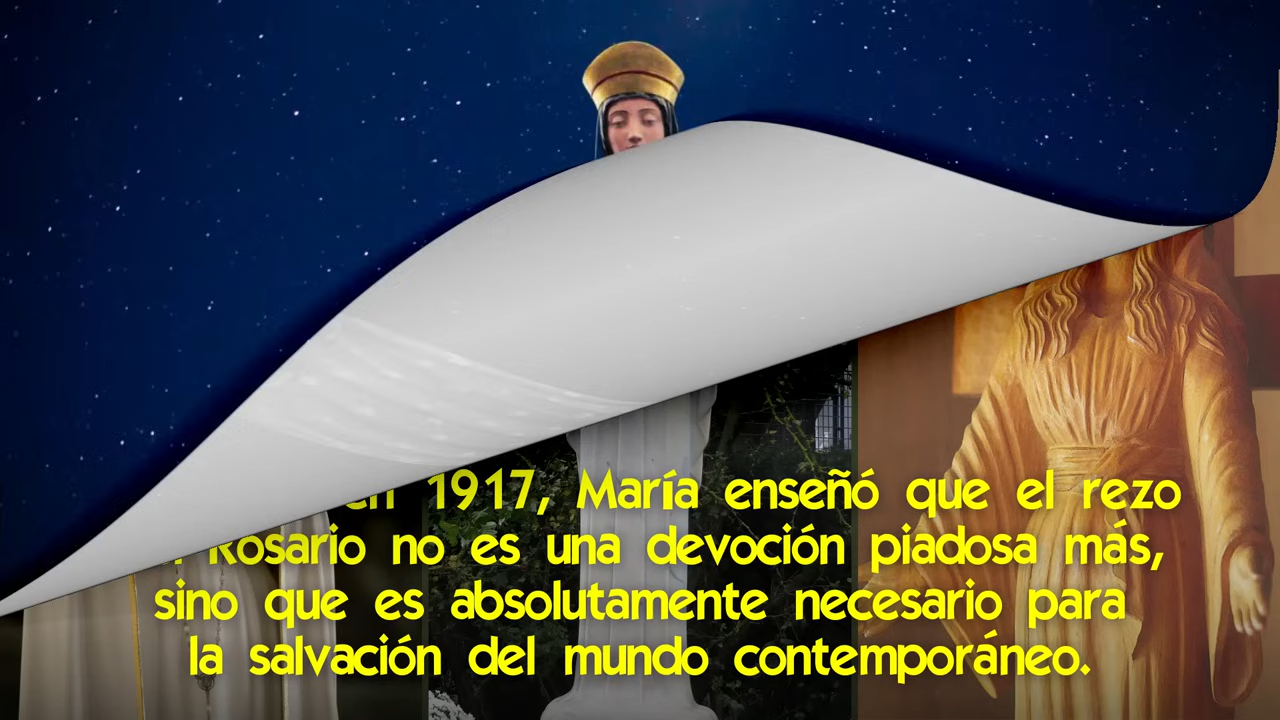 en 1917, María enseñó que el rezo
Rosario no es una devoción piadosa más,
sino que es absolutamente necesario para
la salvación del mundo contemporáneo.